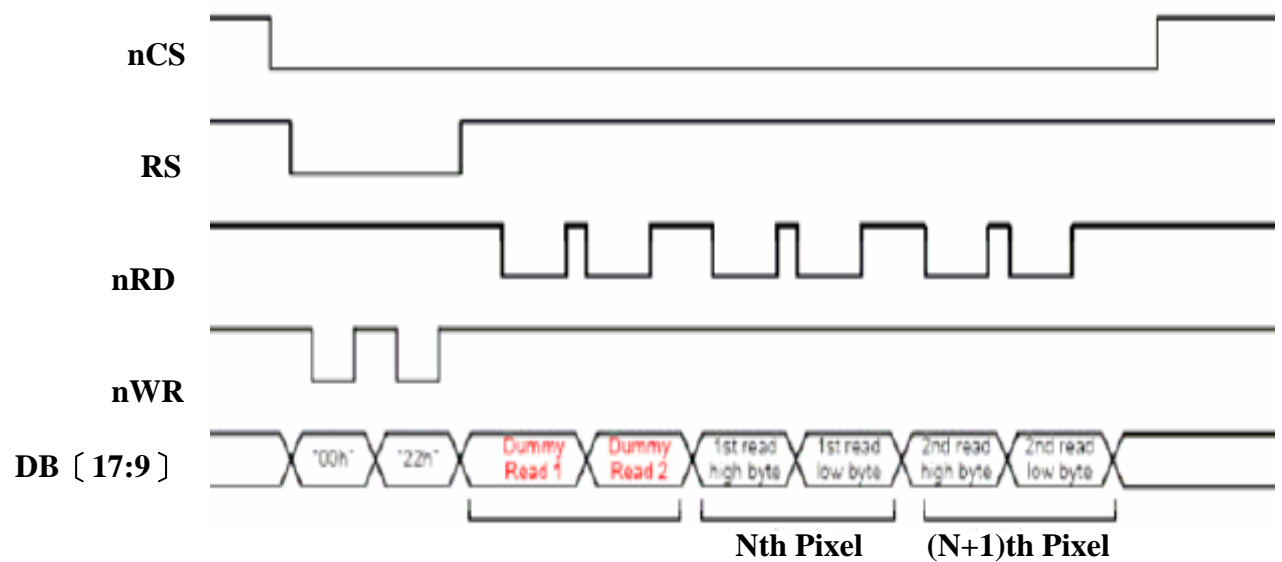 nCS
RS
nRD
nWR
DB〔17:9〕
"00h"
"22h"
Dummy
Read 1
Dummy
Read 2
1st read
high byte
1st read
low byte
2nd read
high byte
2nd read
low byte
Nth Pixel
(N+1)th Pixel